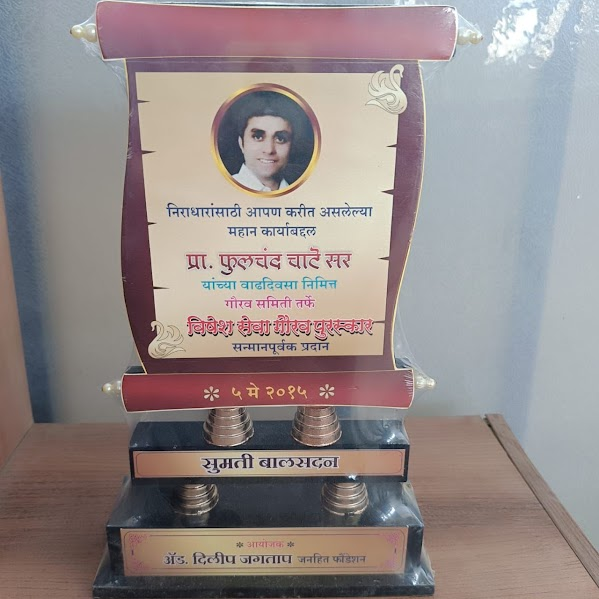 निराधारांसाठी आपण करीत असलेल्या
महान कार्याबद्दल
प्रा. फुलचंद चाटे सर
यांच्या वाढदिवसा निमित्त
गौरव समिती तर्फे
विषेश सेवा गौरव पुरस्कार
सन्मानपूर्वक प्रदान
५ मे २०१५
सुमती बालसदन
आयोजक
ॲड. दिलीप जगताप जनहित फौंडेशन